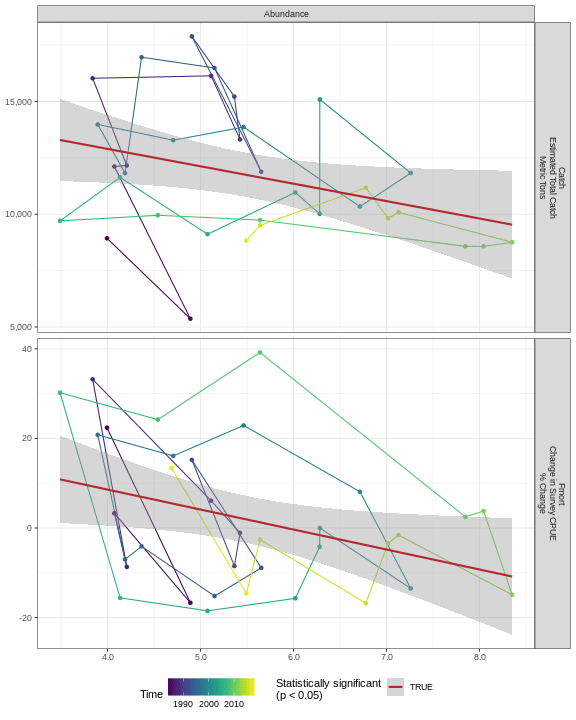 Abundance
15,000
10,000
5,000
Catch
Estimated Total Catch
Metric Tons
40
20
0
-20
Fmort
Change in Survey CPUE
% Change
4.0 5.0 6.0 7.0 8.0
Time
1990 2000 2010
Statistically significant
(p < 0.05)
TRUE